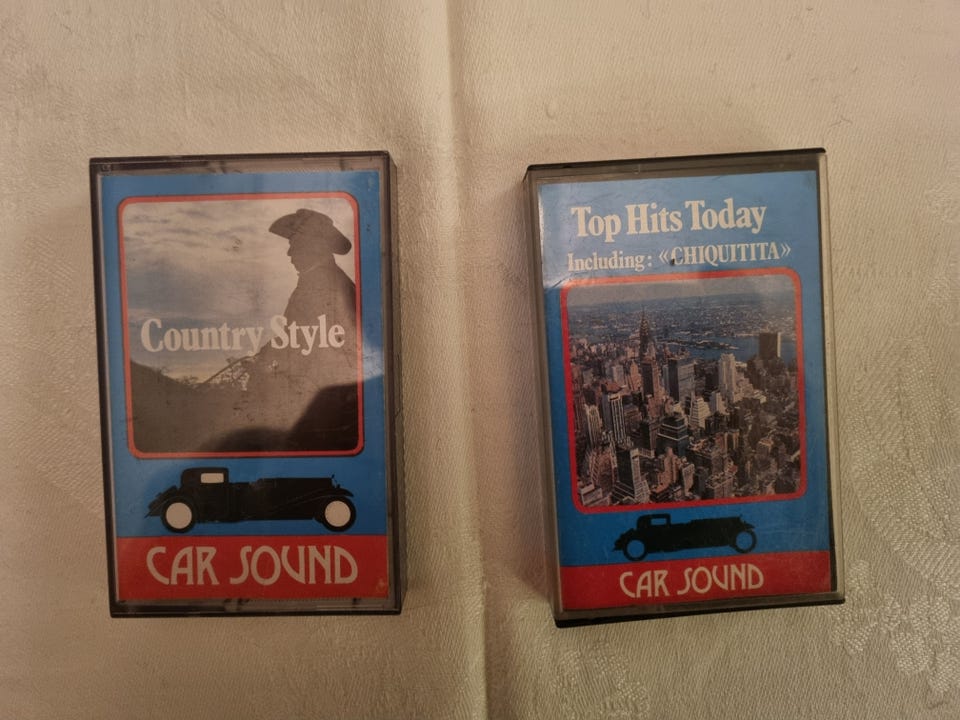 Country Style
CAR SOUND
Top Hits Today
Including: «CHIQUITITA»
CAR SOUND